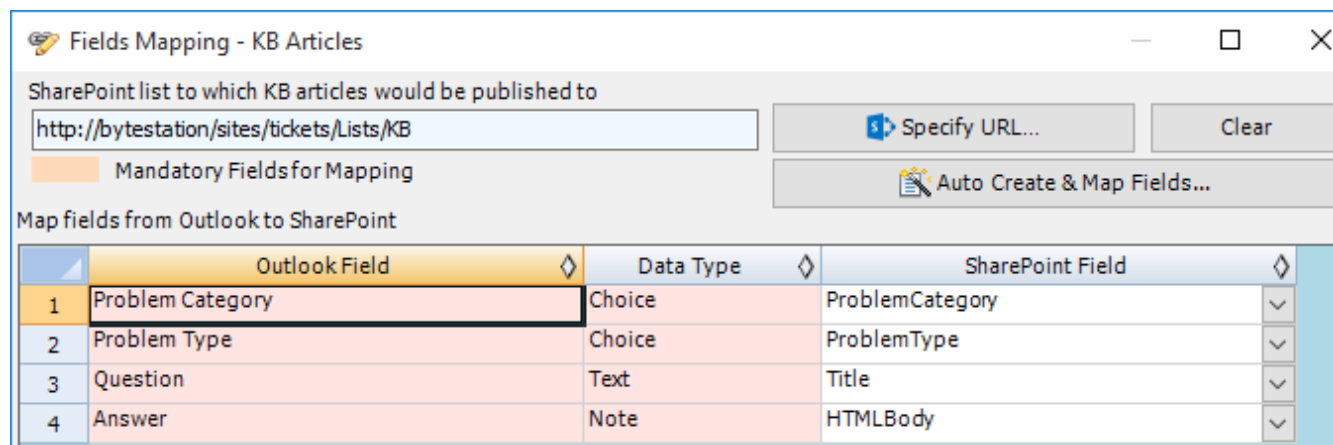 Fields Mapping - KB Articles
SharePoint list to which KB articles would be published to
http://bytestation/sites/tickets/Lists/KB
Specify URL...
Clear
Mandatory Fields for Mapping
Auto Create & Map Fields...
Map fields from Outlook to SharePoint
Outlook Field Data Type SharePoint Field
1 Problem Category Choice ProblemCategory
2 Problem Type Choice ProblemType
3 Question Text Title
4 Answer Note HTMLBody